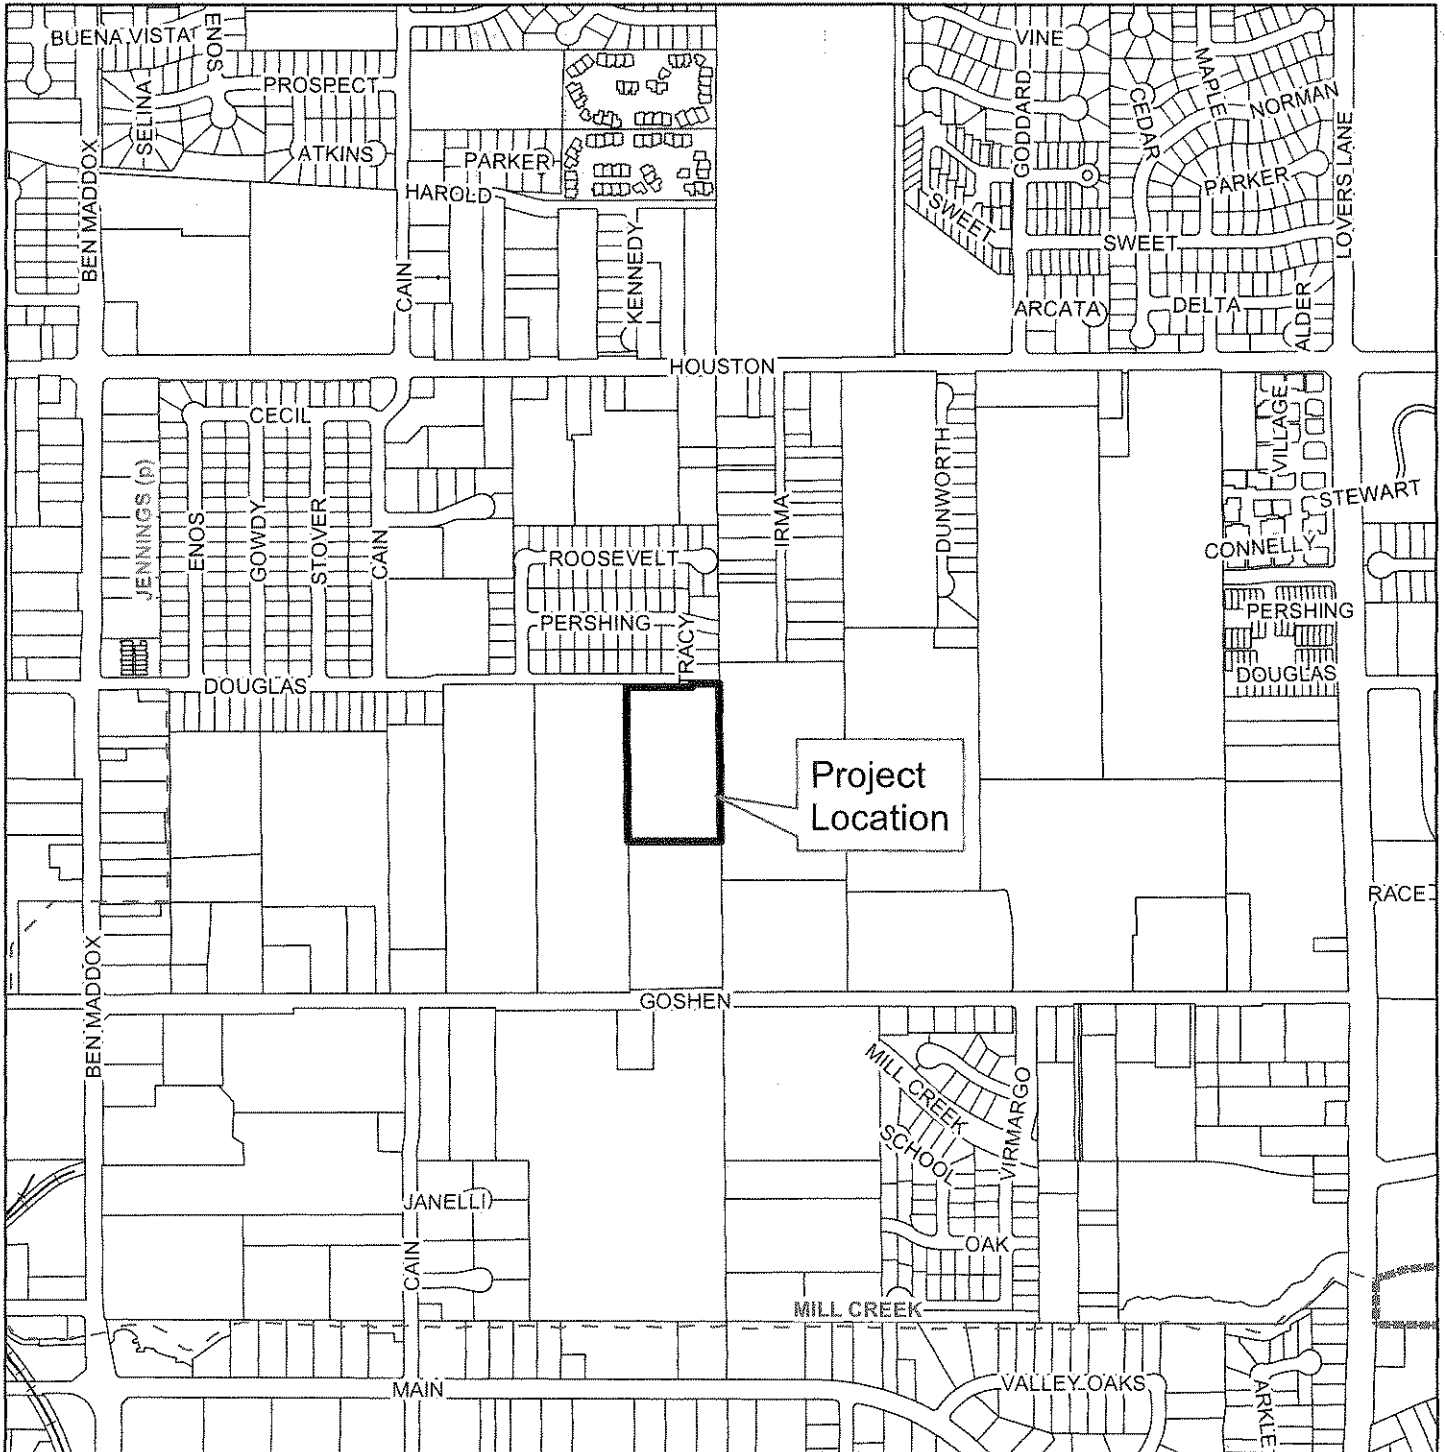 BUENA VISTA
ENOS
VINE
MAPLE
PROSPECT
SELINA
GODDARD
CEDAR
NORMAN
LOVERS LANE
ATKINS
PARKER
BEN MADDOX
HAROLD
PARKER
SWEET
KENNEDY
SWEET
CAIN
ARCATA
DELTA
ALDER
HOUSTON
CECIL
VILLAGE
JENNINGS (p)
DUNWORTH
STEWART
ENOS
GOWDY
STOVER
CAIN
IRMA
ROOSEVELT
CONNELLY
PERSHING
PERSHING
TRACY
DOUGLAS
DOUGLAS
Project
Location
RACE
BEN MADDOX
GOSHEN
MILL CREEK
SCHOOL
VIRMARGO
JANELLI
OAK
CAIN
MILL CREEK
MAIN
VALLEY OAKS
ARKLE